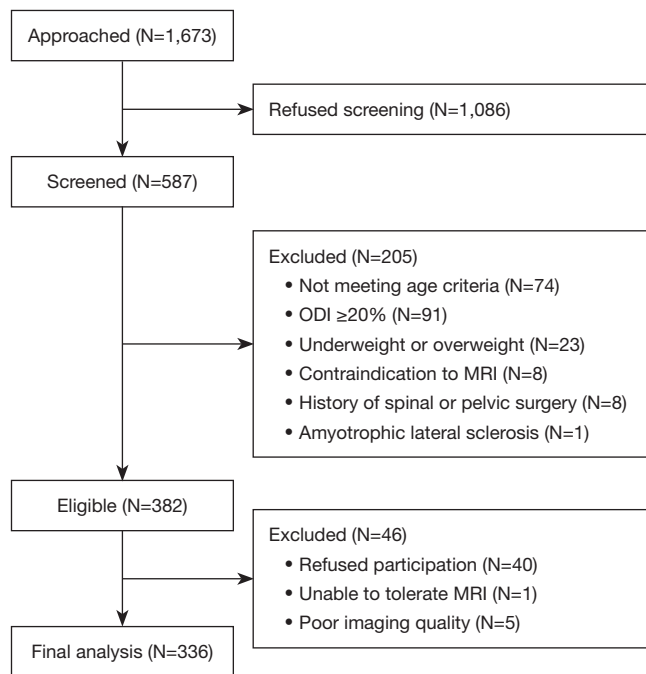 Approached (N=1,673)
Refused screening (N=1,086)
Screened (N=587)
Excluded (N=205)
• Not meeting age criteria (N=74)
• ODI ≥20% (N=91)
• Underweight or overweight (N=23)
• Contraindication to MRI (N=8)
• History of spinal or pelvic surgery (N=8)
• Amyotrophic lateral sclerosis (N=1)
Eligible (N=382)
Excluded (N=46)
• Refused participation (N=40)
• Unable to tolerate MRI (N=1)
• Poor imaging quality (N=5)
Final analysis (N=336)